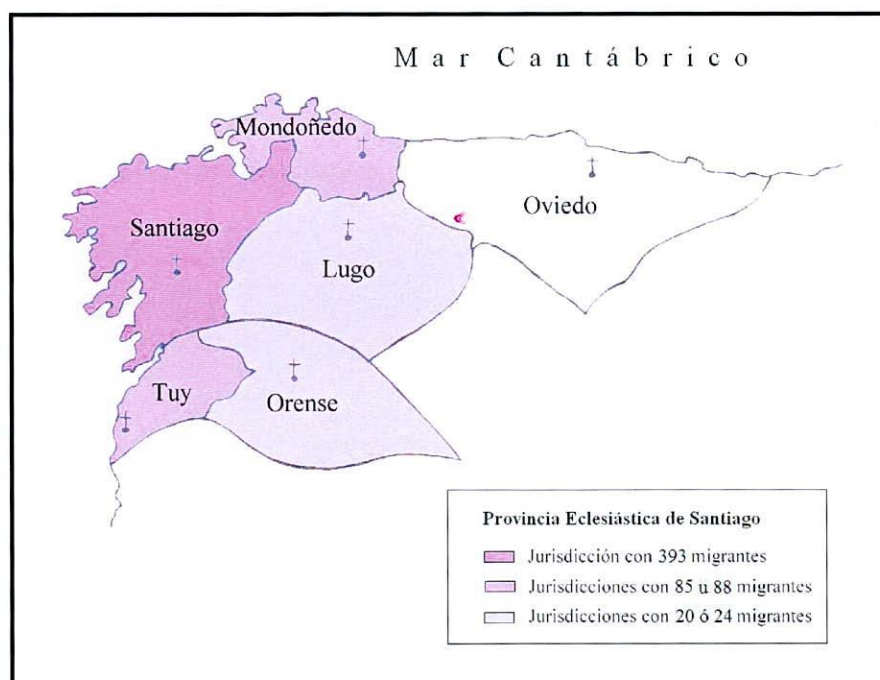 Mar Cantábrico
Mondoñedo
Oviedo
Santiago
Lugo
Tuy
Orense
Provincia Eclesiástica de Santiago
Jurisdicción con 393 migrantes
Jurisdicciones con 85 u 88 migrantes
Jurisdicciones con 20 ó 24 migrantes